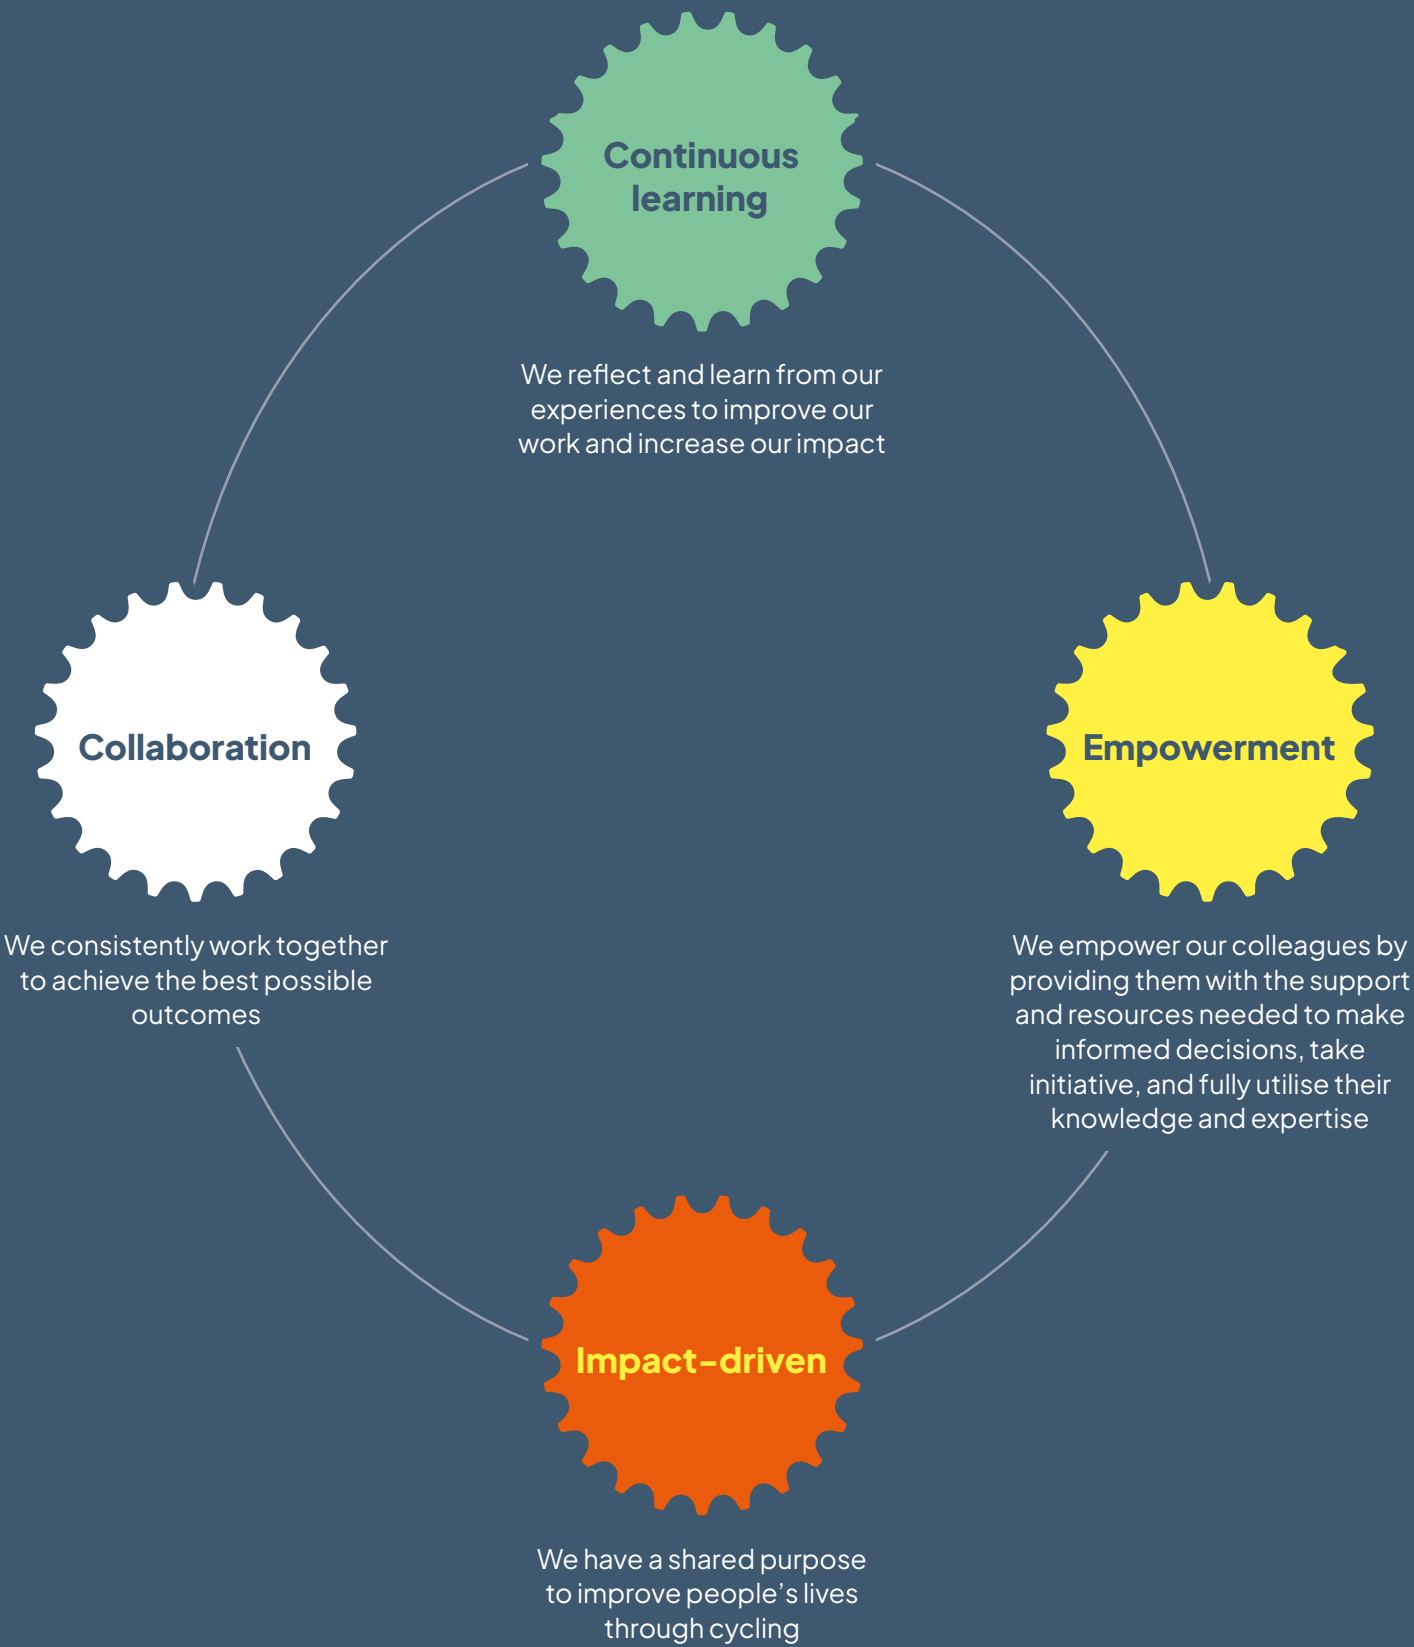 Continuous
learning
We reflect and learn from our
experiences to improve our
work and increase our impact
Collaboration
We consistently work together
to achieve the best possible
outcomes
Empowerment
We empower our colleagues by
providing them with the support
and resources needed to make
informed decisions, take
initiative, and fully utilise their
knowledge and expertise
Impact-driven
We have a shared purpose
to improve people’s lives
through cycling